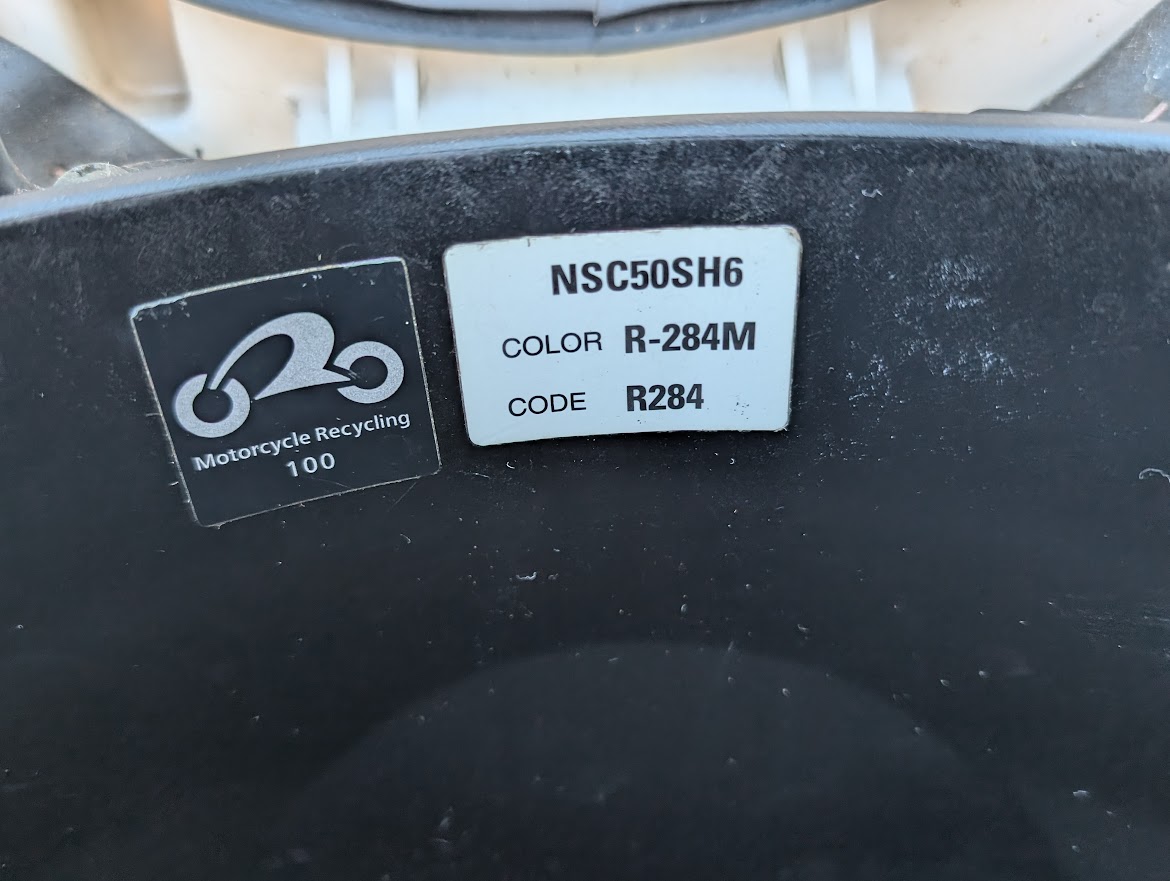 Motorcycle Recycling
100
NSC50SH6
COLOR R-284M
CODE R284